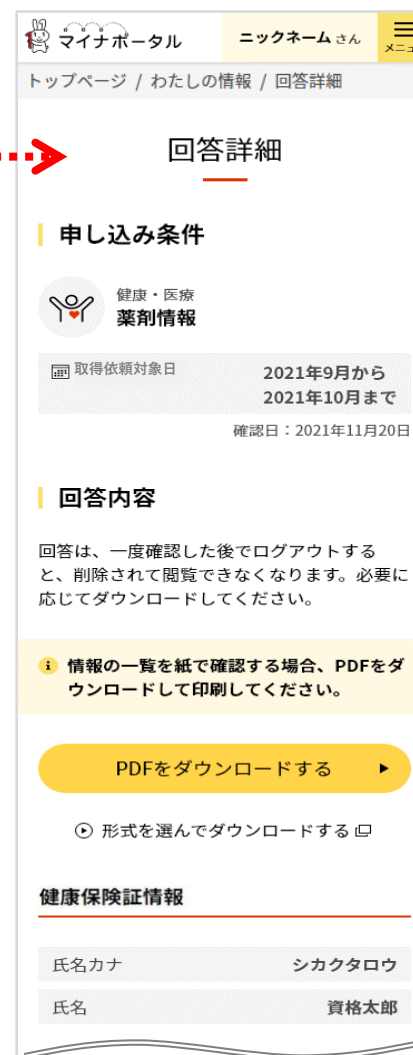 マイナポータル
ニックネーム さん
メニュ
トップページ / わたしの情報 / 回答詳細
回答詳細
申し込み条件
健康・医療
薬剤情報
取得依頼対象日
2021年9月から
2021年10月まで
確認日：2021年11月20日
回答内容
回答は、一度確認した後でログアウトする
と、削除されて閲覧できなくなります。必要に
応じてダウンロードしてください。
情報の一覧を紙で確認する場合、PDFをダ
ウンロードして印刷してください。
PDFをダウンロードする
形式を選んでダウンロードする
健康保険証情報
氏名カナ
シカクタロウ
氏名
資格太郎